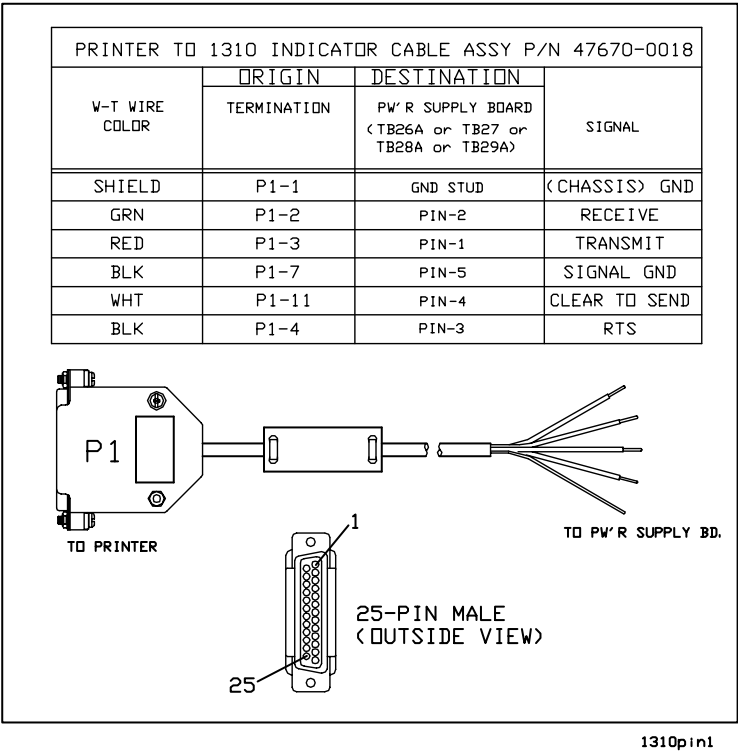 PRINTER TO 1310 INDICATOR CABLE ASSY P/N 47670-0018
ORIGIN DESTINATION
W-T WIRE COLOR TERMINATION PW'R SUPPLY BOARD (TB26A or TB27 or TB28A or TB29A) SIGNAL
SHIELD P1-1 GND STUD (CHASSIS) GND
GRN P1-2 PIN-2 RECEIVE
RED P1-3 PIN-1 TRANSMIT
BLK P1-7 PIN-5 SIGNAL GND
WHT P1-11 PIN-4 CLEAR TO SEND
BLK P1-4 PIN-3 RTS
P1
TO PRINTER
TO PW'R SUPPLY BD.
1
25-PIN MALE
(OUTSIDE VIEW)
25
1310pin1